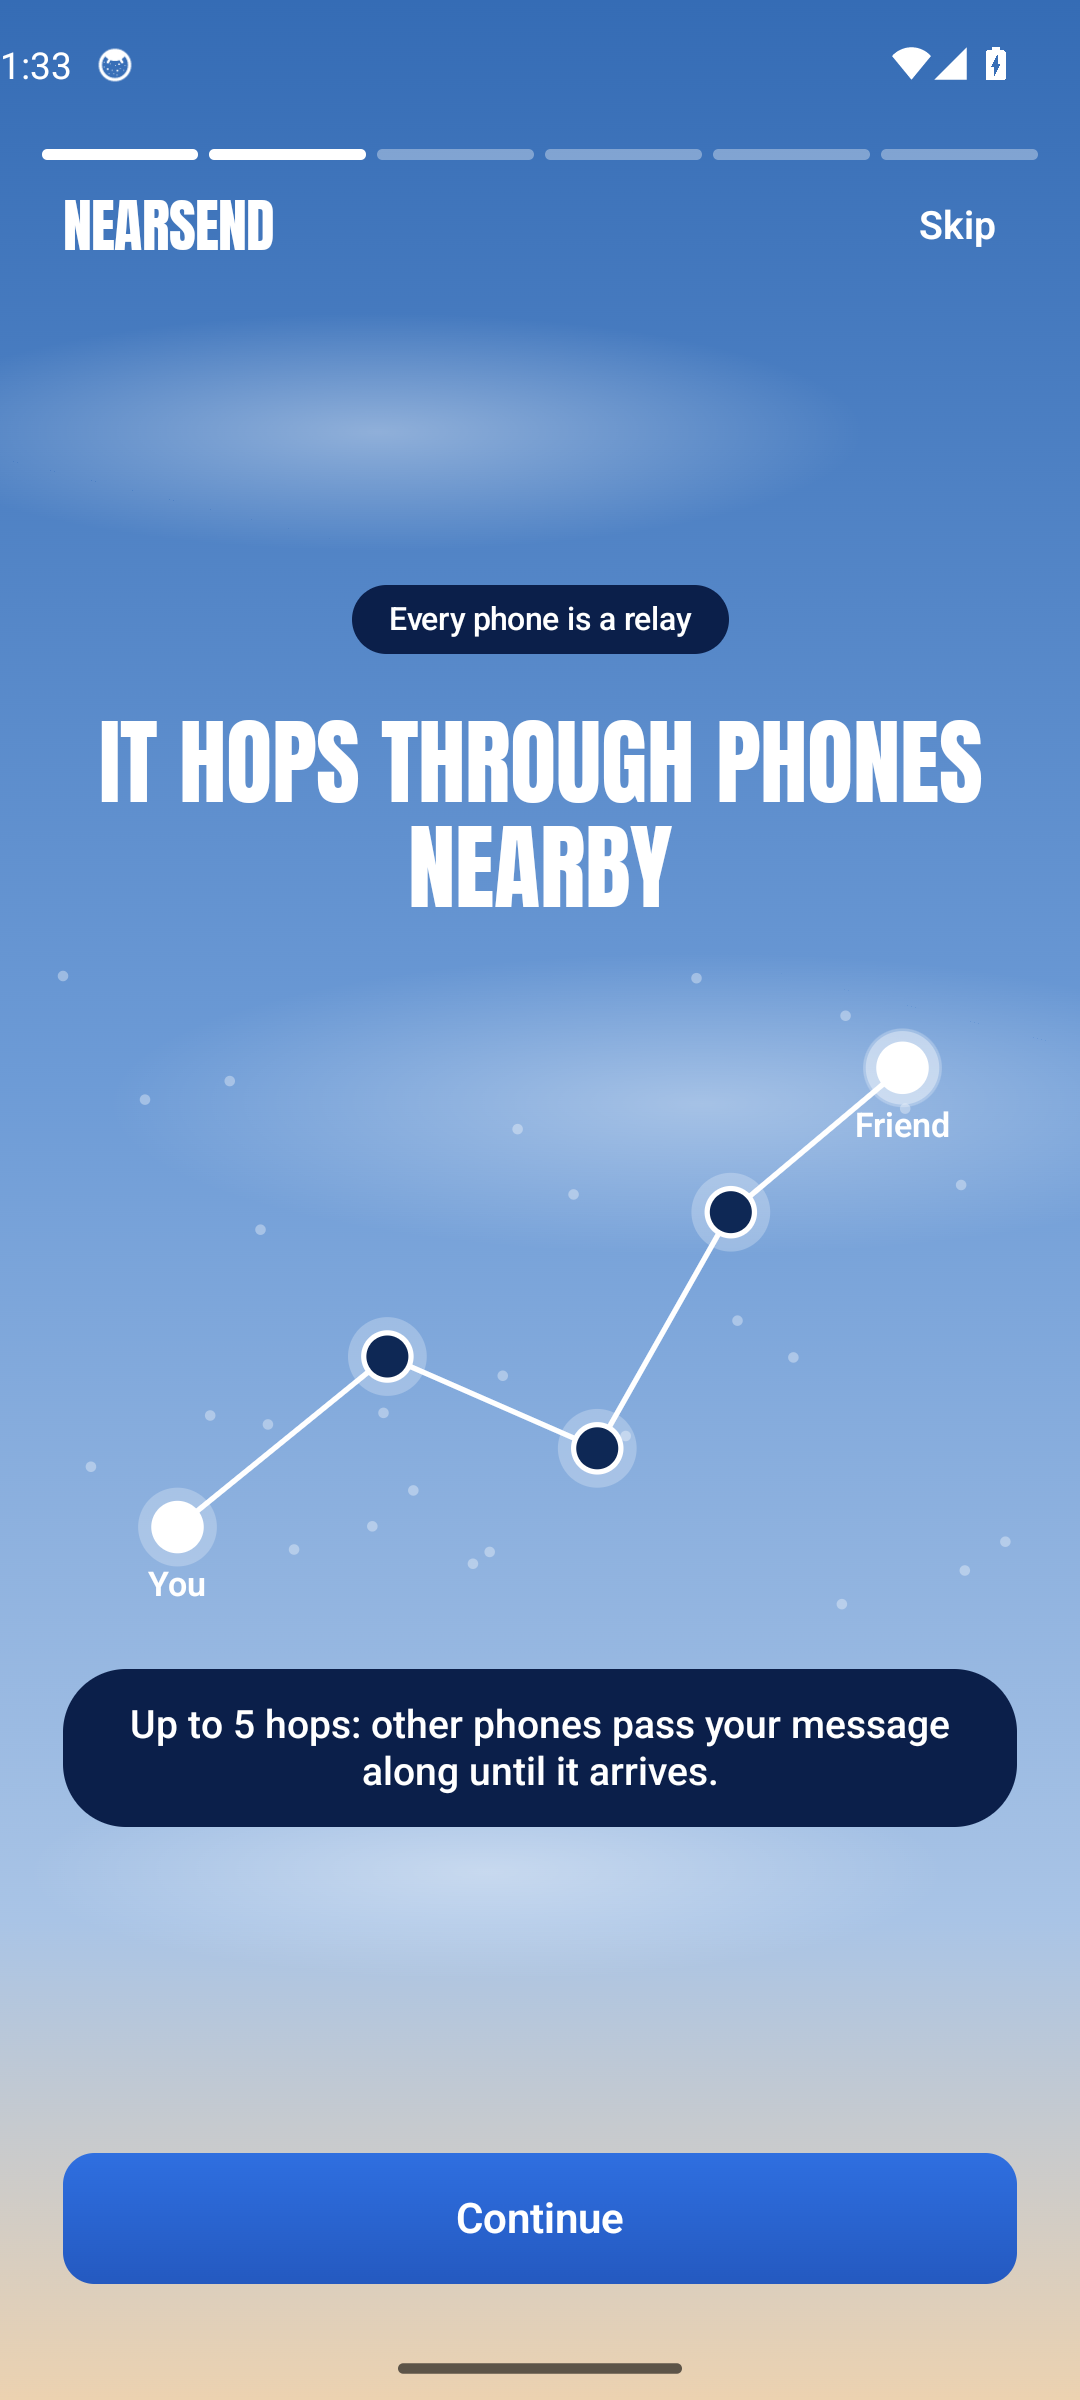 1:33
NEARSEND
Skip
Every phone is a relay
IT HOPS THROUGH PHONES
NEARBY
Friend
You
Up to 5 hops: other phones pass your message
along until it arrives.
Continue